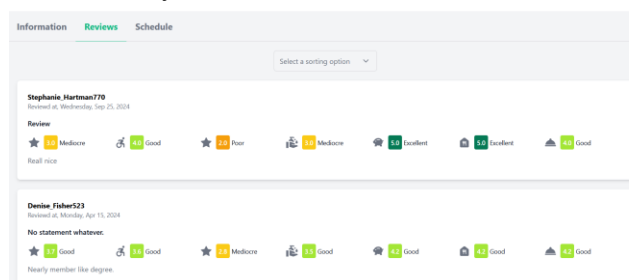 Information Reviews Schedule
Select a sorting option
Stephanie_Hartman770
Reviewed at, Wednesday, Sep 25, 2024
Review
3.0 Mediocre 4.0 Good 2.0 Poor 3.0 Mediocre 5.0 Excellent 5.0 Excellent 4.0 Good
Reall nice
Denise_Fisher523
Reviewed at, Monday, Apr 15, 2024
No statement whatever.
3.7 Good 3.6 Good Mediocre 3.5 Good 4.2 Good 4.2 Good 4.2 Good
Nearly member like degree.